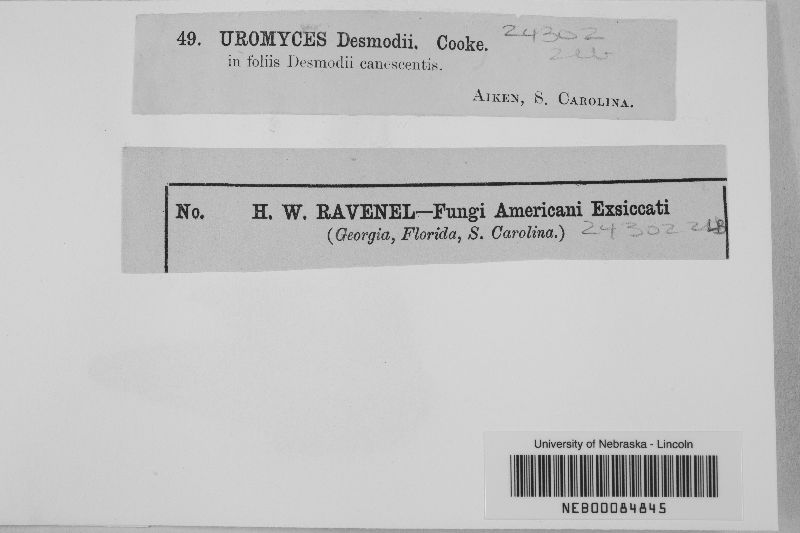 49. UROMYCES Desmodii. Cooke. 24302
in foliis Desmodii canescentis.
AIKEN, S. CAROLINA.
No. H. W. RAVENEL—Fungi Americani Exsiccati
(Georgia, Florida, S. Carolina.) 24302
University of Nebraska - Lincoln
NEB00084845